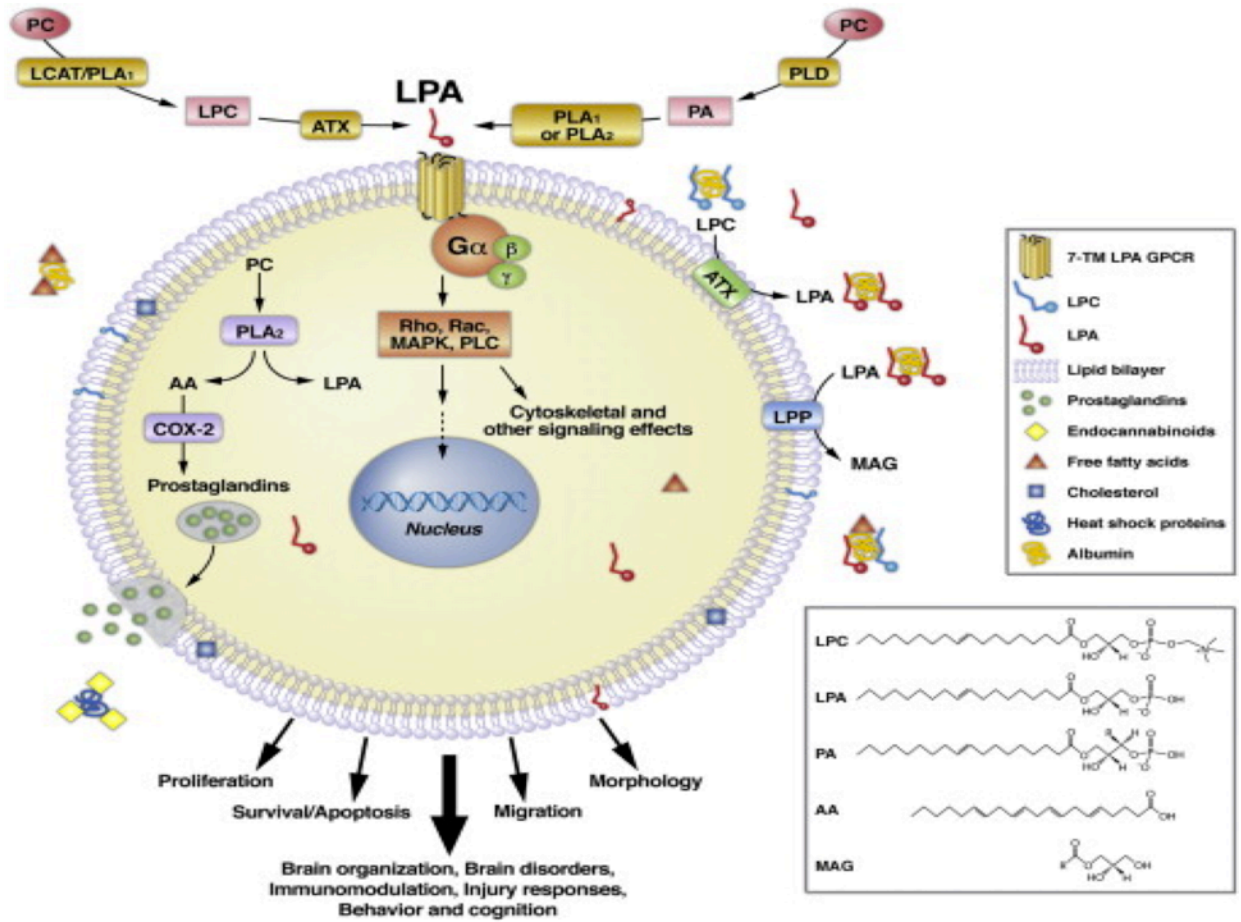 PC
LCAT/PLA1
LPC
ATX
LPA
PC
PLD
PA
PLA1
or PLA2
Gα
β
γ
PC
PLA2
AA
LPA
COX-2
Prostaglandins
Rho, Rac,
MAPK, PLC
Cytoskeletal and
other signaling effects
Nucleus
LPC
ATX
LPA
LPA
LPP
MAG
7-TM LPA GPCR
LPC
LPA
Lipid bilayer
Prostaglandins
Endocannabinoids
Free fatty acids
Cholesterol
Heat shock proteins
Albumin
Proliferation
Survival/Apoptosis
Migration
Morphology
Brain organization, Brain disorders,
Immunomodulation, Injury responses,
Behavior and cognition
LPC
LPA
PA
AA
MAG